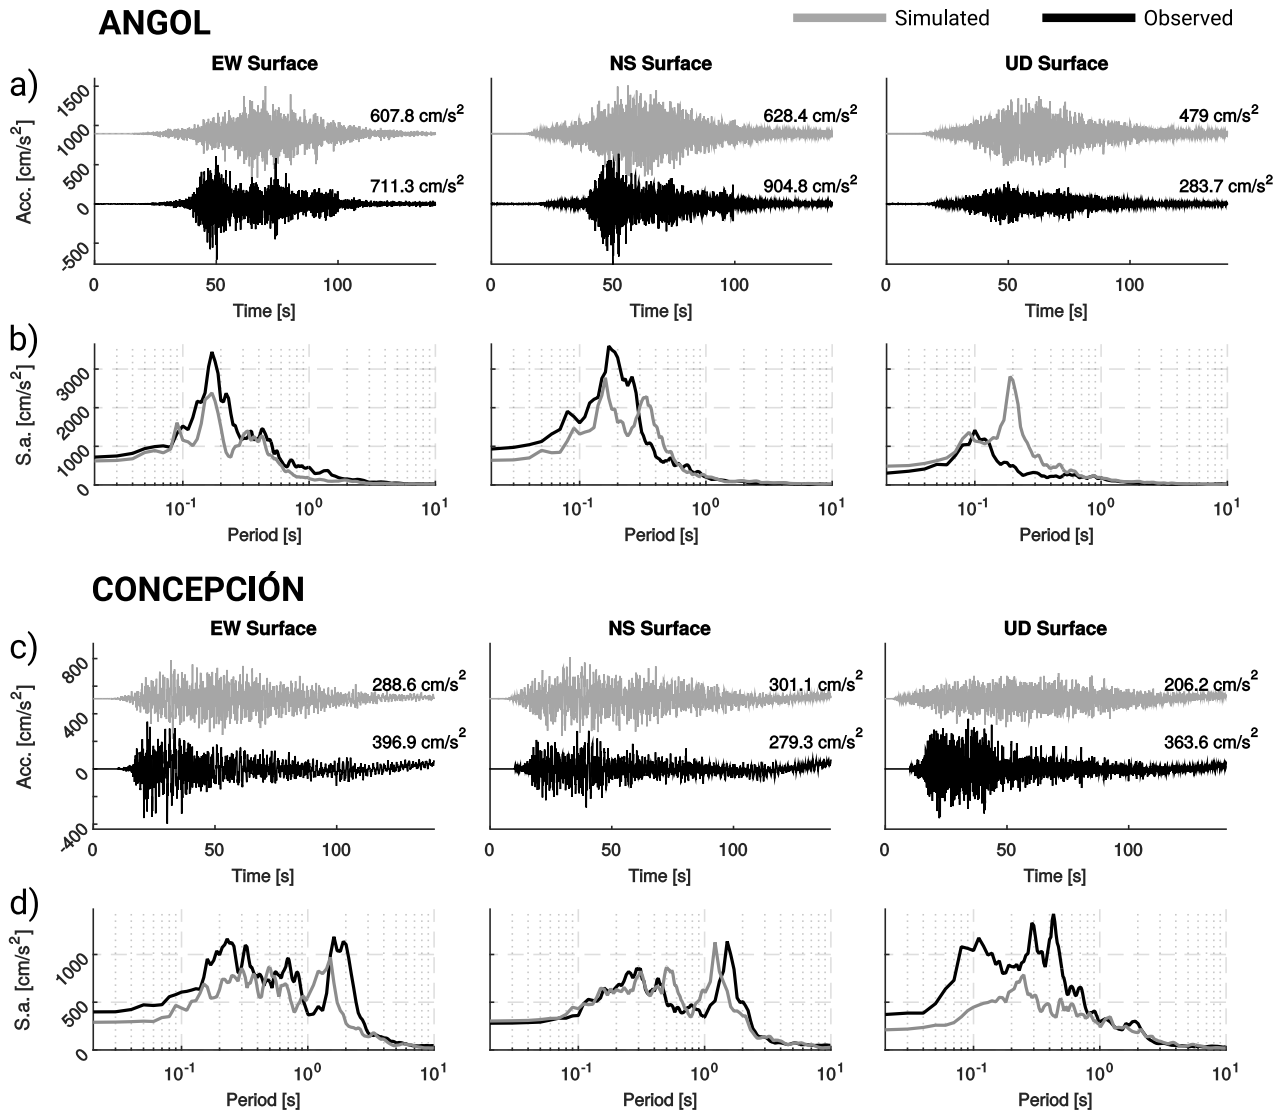 ANGOL
Simulated
Observed
a)
EW Surface
NS Surface
UD Surface
Acc. [cm/s²]
1500
1000
500
0
-500
607.8 cm/s²
711.3 cm/s²
628.4 cm/s²
904.8 cm/s²
479 cm/s²
283.7 cm/s²
0 50 100
0 50 100
0 50 100
Time [s]
Time [s]
Time [s]
b)
S.a. [cm/s²]
3000
2000
1000
0
10⁻¹ 10⁰ 10¹
10⁻¹ 10⁰ 10¹
10⁻¹ 10⁰ 10¹
Period [s]
Period [s]
Period [s]
CONCEPCIÓN
c)
EW Surface
NS Surface
UD Surface
Acc. [cm/s²]
800
400
0
-400
288.6 cm/s²
396.9 cm/s²
301.1 cm/s²
279.3 cm/s²
206.2 cm/s²
363.6 cm/s²
0 50 100
0 50 100
0 50 100
Time [s]
Time [s]
Time [s]
d)
S.a. [cm/s²]
1000
500
0
10⁻¹ 10⁰ 10¹
10⁻¹ 10⁰ 10¹
10⁻¹ 10⁰ 10¹
Period [s]
Period [s]
Period [s]